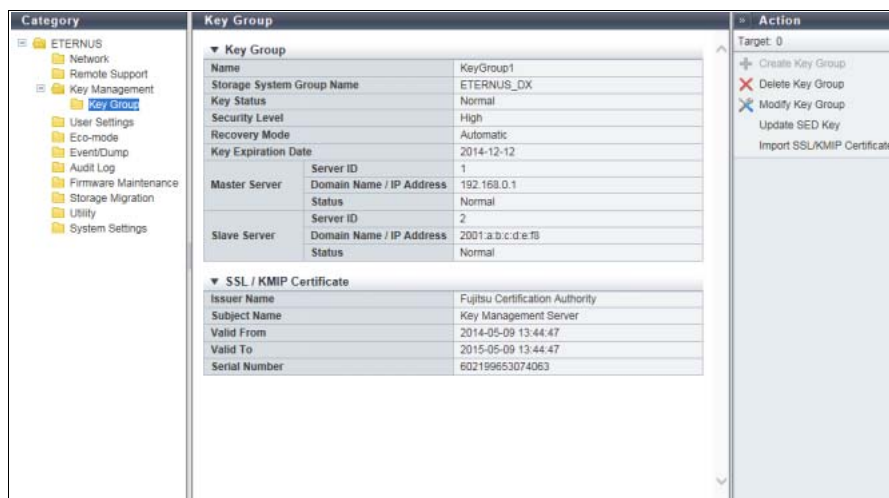 Category
ETERNUS
Network
Remote Support
Key Management
Key Group
User Settings
Eco-mode
Event/Dump
Audit Log
Firmware Maintenance
Storage Migration
Utility
System Settings
Key Group
▼ Key Group
Name KeyGroup1
Storage System Group Name ETERNUS_DX
Key Status Normal
Security Level High
Recovery Mode Automatic
Key Expiration Date 2014-12-12
Master Server
Server ID 1
Domain Name / IP Address 192.168.0.1
Status Normal
Slave Server
Server ID 2
Domain Name / IP Address 2001:a:b:c:d:e:f8
Status Normal
▼ SSL / KMIP Certificate
Issuer Name Fujitsu Certification Authority
Subject Name Key Management Server
Valid From 2014-05-09 13:44:47
Valid To 2015-05-09 13:44:47
Serial Number 602199653074063
» Action
Target: 0
Create Key Group
Delete Key Group
Modify Key Group
Update SED Key
Import SSL/KMIP Certificate